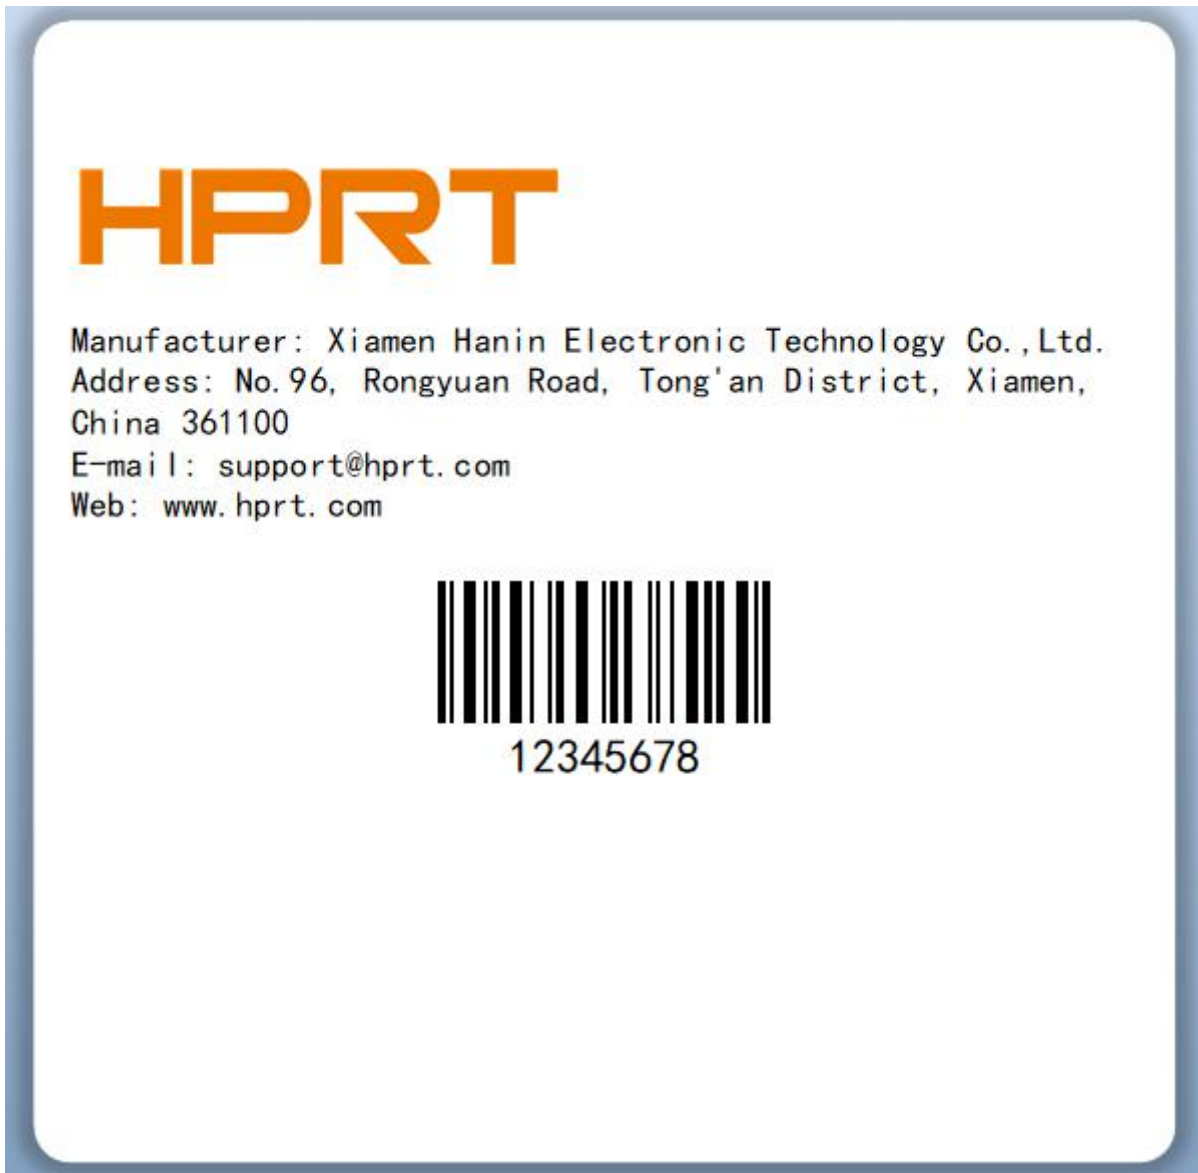 HPRT
Manufacturer: Xiamen Hanin Electronic Technology Co.,Ltd.
Address: No.96, Rongyuan Road, Tong'an District, Xiamen,
China 361100
E-mail: support@hprt.com
Web: www.hprt.com
12345678